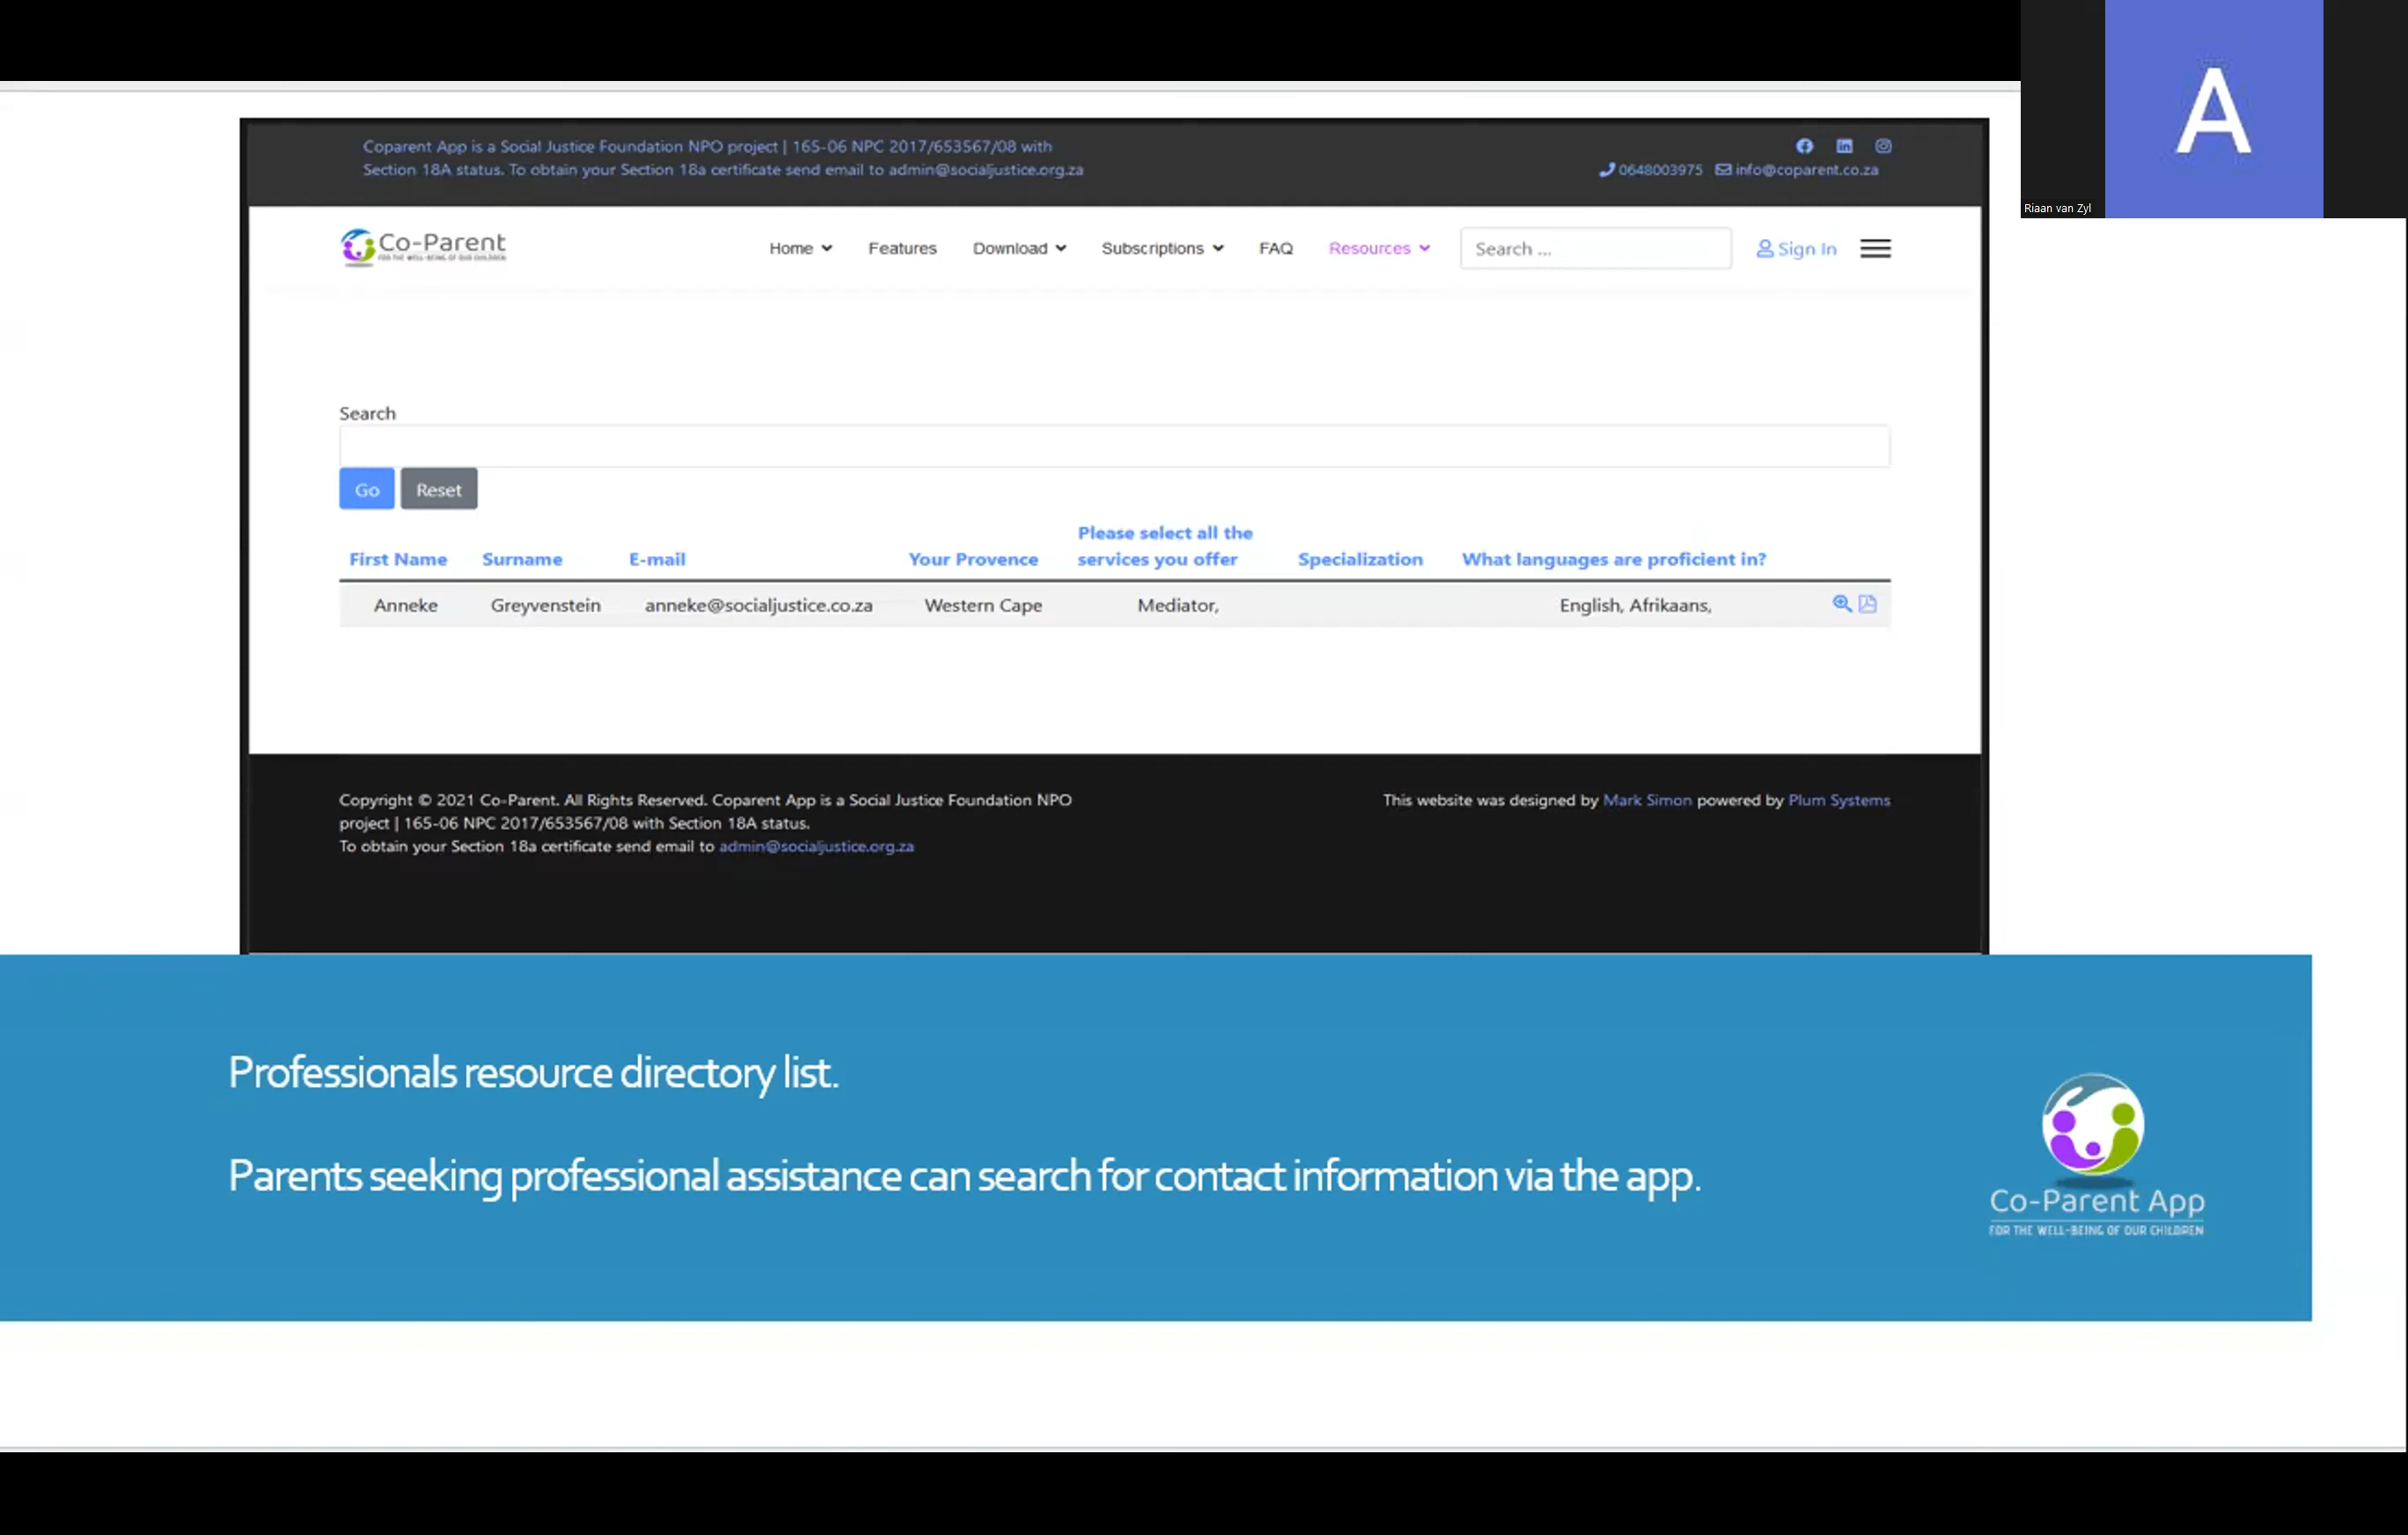 Coparent App is a Social Justice Foundation NPO project | 165-06 NPC 2017/653567/08 with
Section 18A status. To obtain your Section 18a certificate send email to admin@socialjustice.org.za
0648003975 info@coparent.co.za
A
Riaan van Zyl
Co-Parent
FOR THE WELL-BEING OF OUR CHILDREN
Home Features Download Subscriptions FAQ Resources Search ... Sign In
Search
Go Reset
Please select all the
First Name Surname E-mail Your Provence services you offer Specialization What languages are proficient in?
Anneke Greyvenstein anneke@socialjustice.co.za Western Cape Mediator, English, Afrikaans,
Copyright © 2021 Co-Parent. All Rights Reserved. Coparent App is a Social Justice Foundation NPO
project | 165-06 NPC 2017/653567/08 with Section 18A status.
To obtain your Section 18a certificate send email to admin@socialjustice.org.za
This website was designed by Mark Simon powered by Plum Systems
Professionals resource directory list.
Parents seeking professional assistance can search for contact information via the app.
Co-Parent App
FOR THE WELL-BEING OF OUR CHILDREN